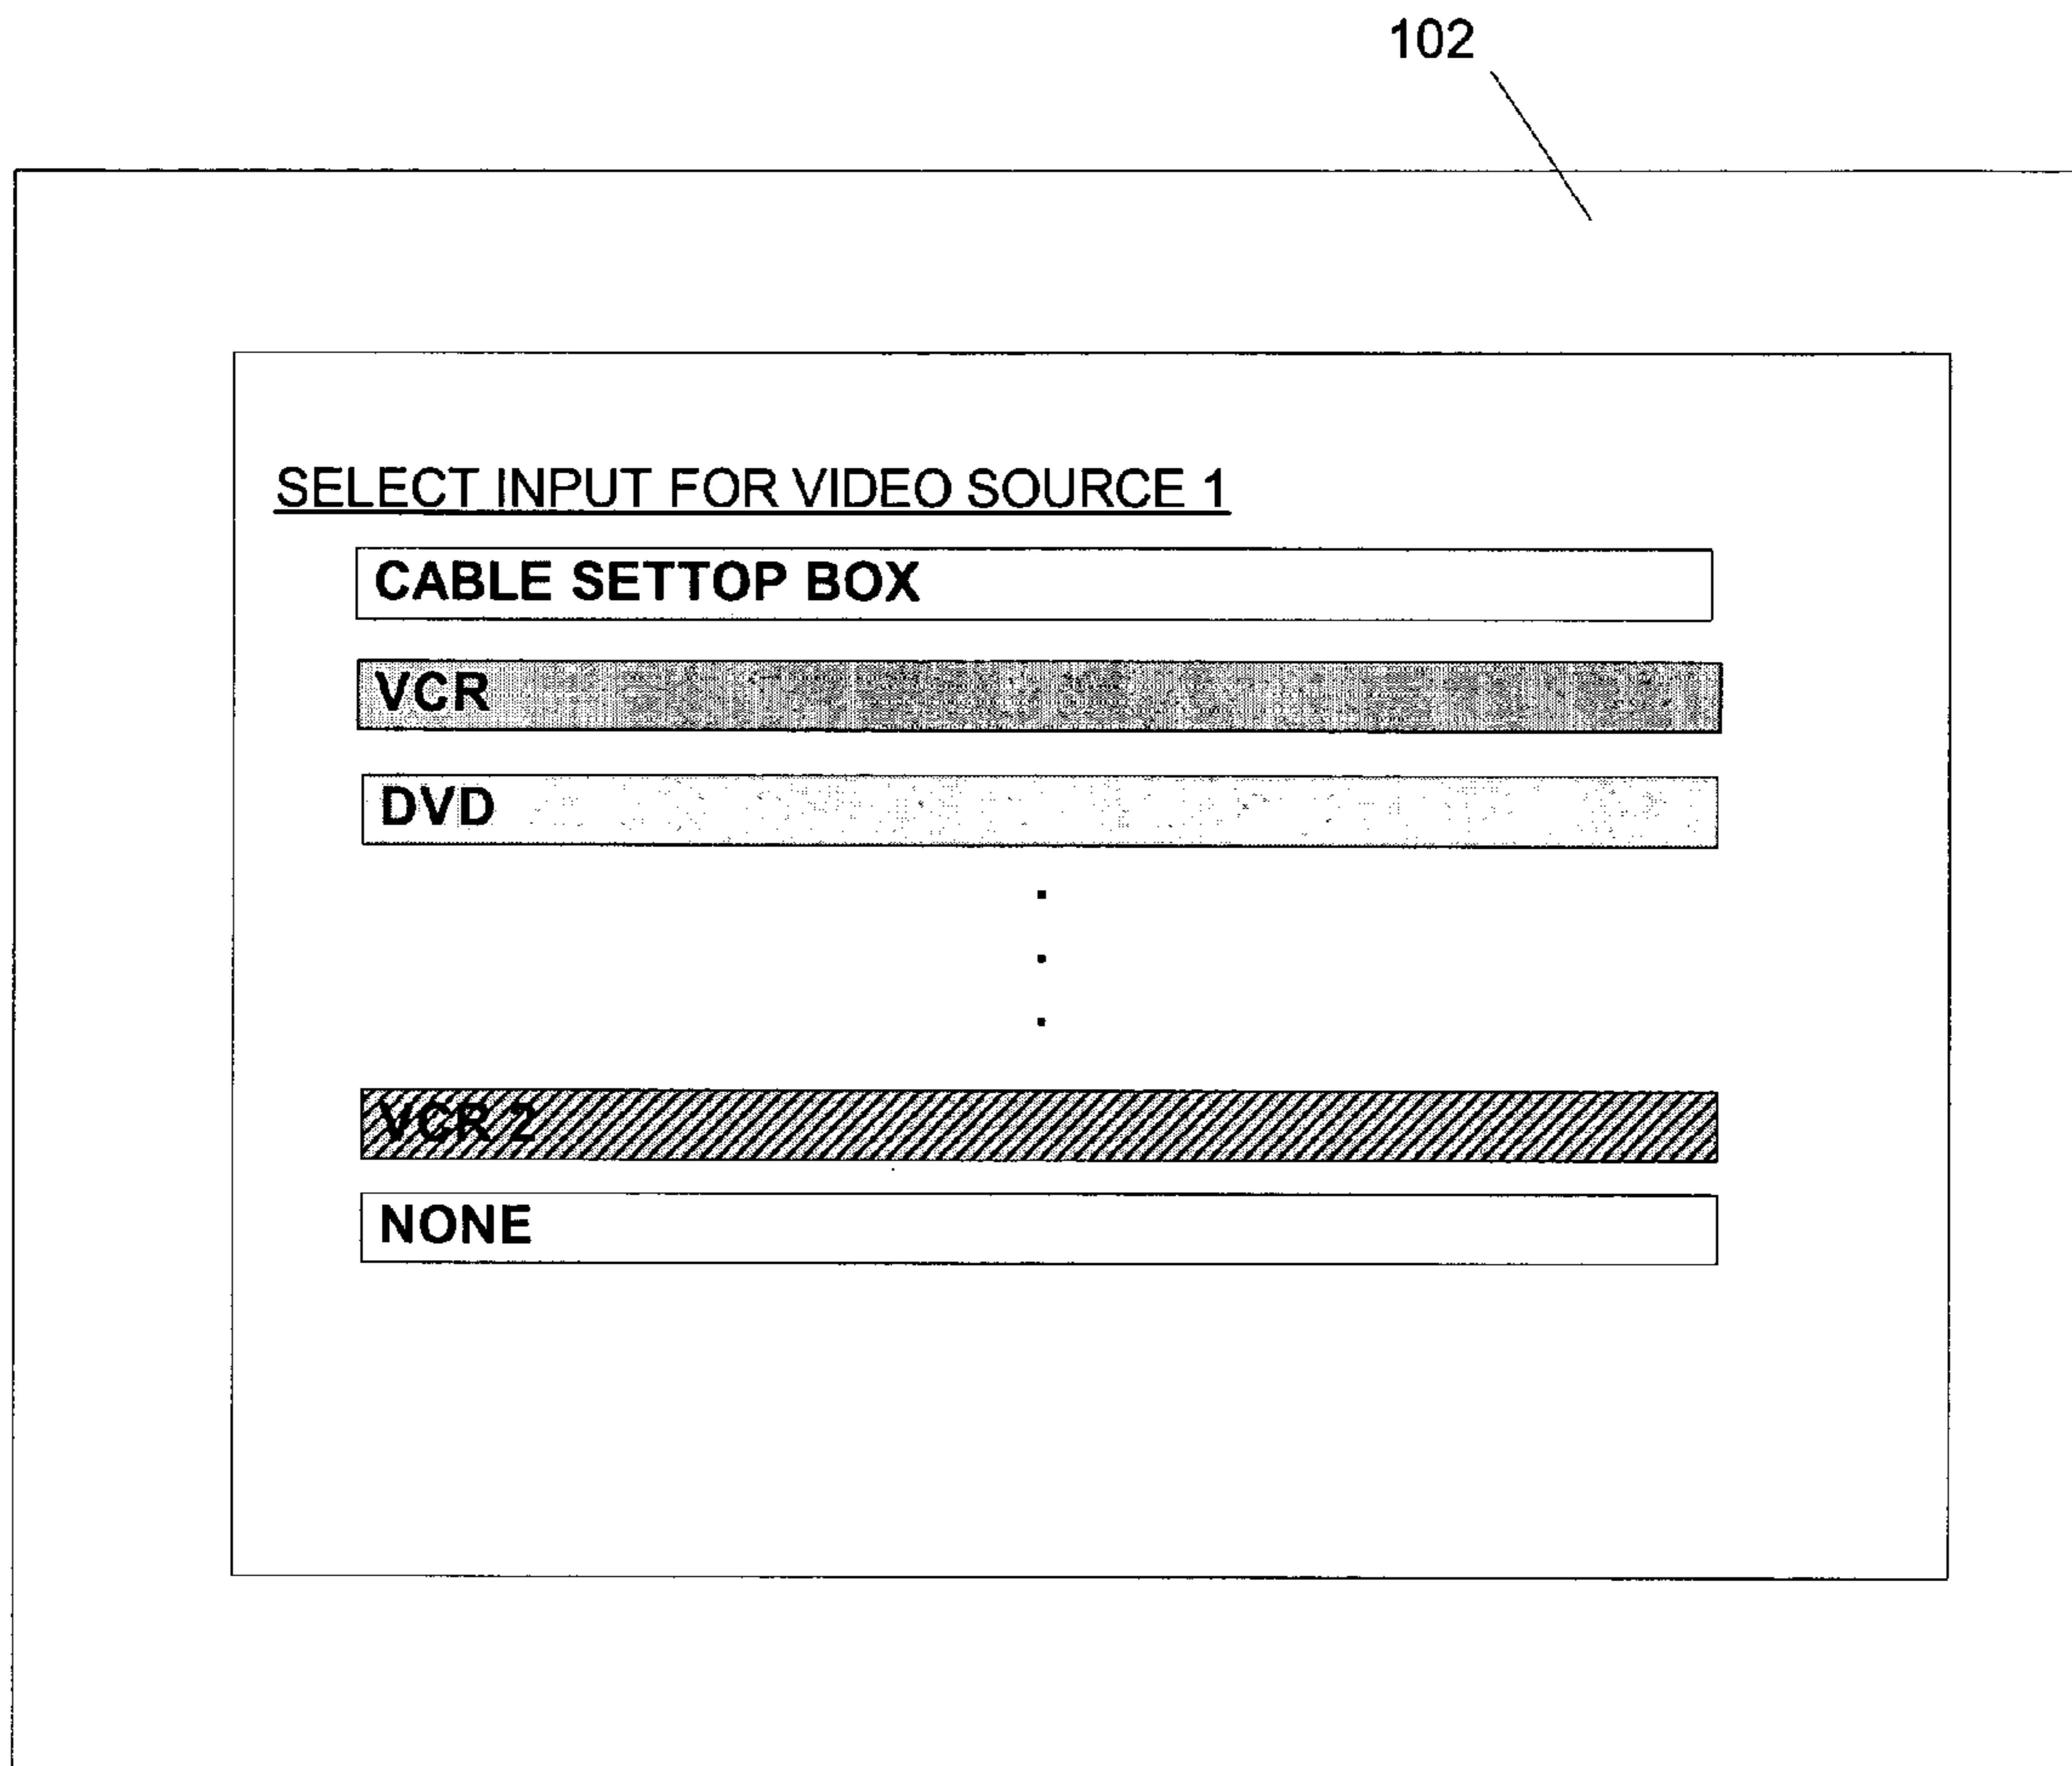 102
SELECT INPUT FOR VIDEO SOURCE 1
CABLE SETTOP BOX
VCR
DVD
.
.
.
VCR 2
NONE